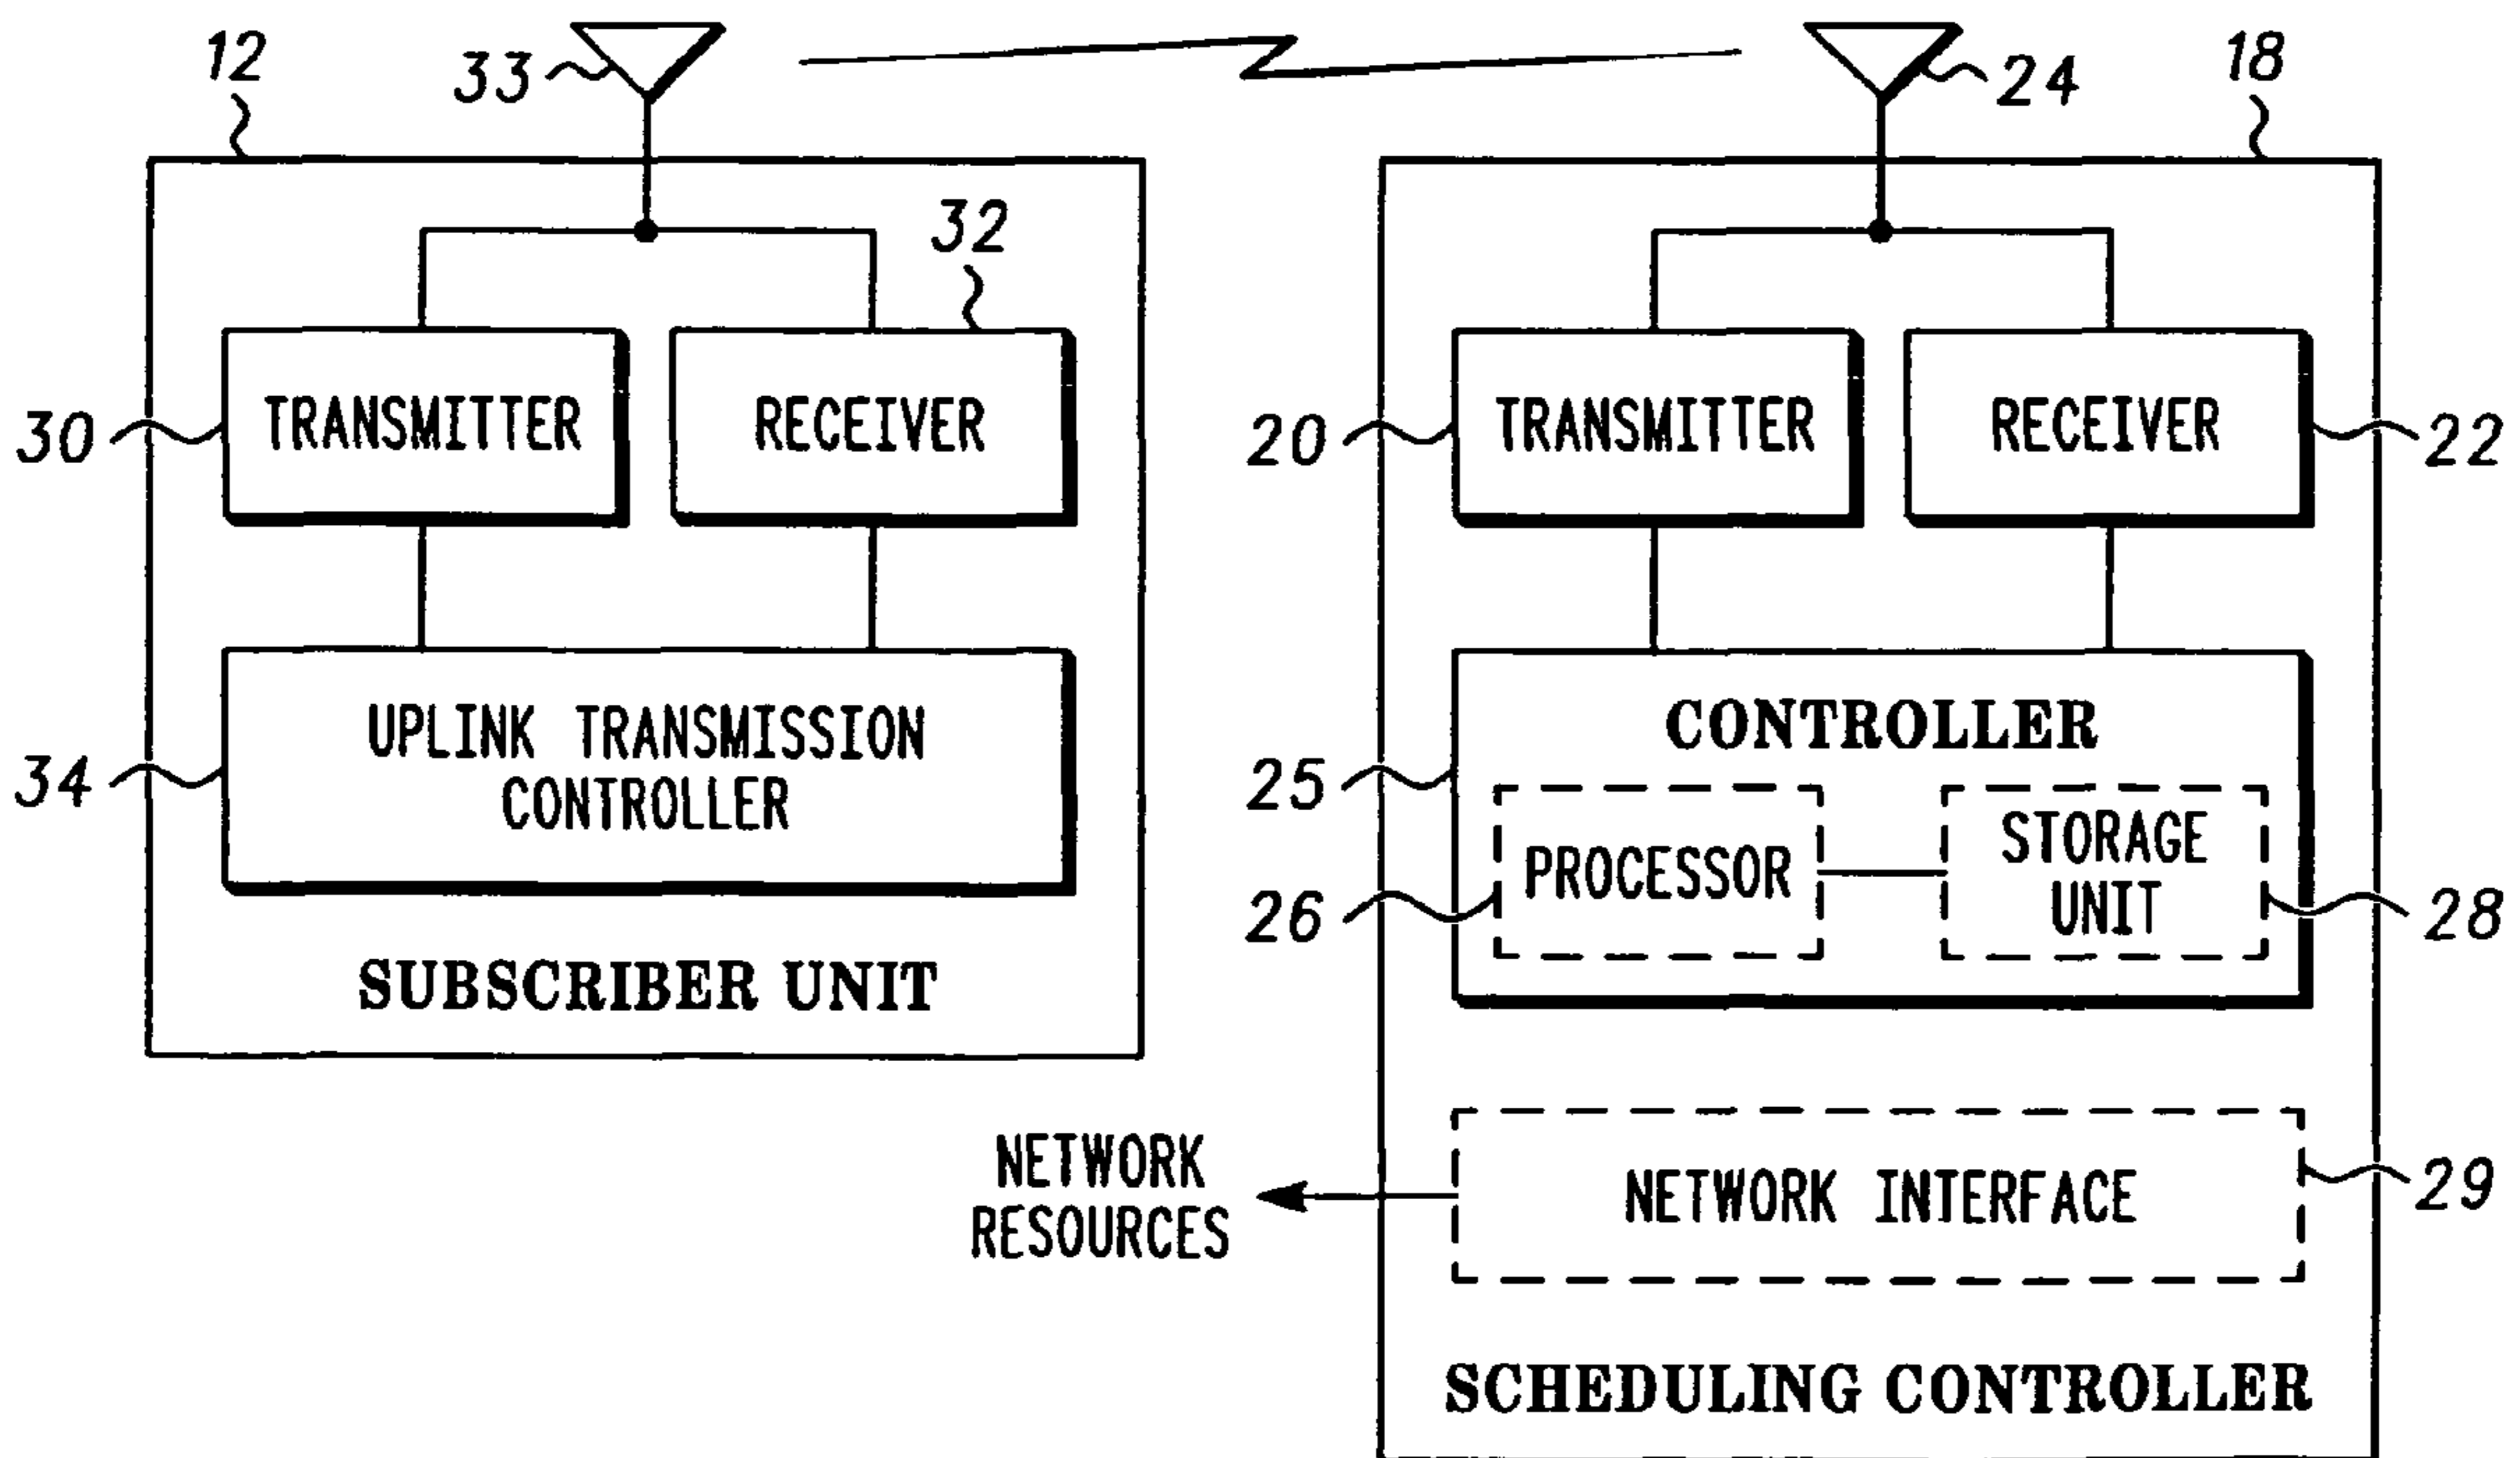 12
33
24
18
32
TRANSMITTER
RECEIVER
30
TRANSMITTER
RECEIVER
20
22
UPLINK TRANSMISSION
CONTROLLER
34
CONTROLLER
25
PROCESSOR
STORAGE
UNIT
26
28
SUBSCRIBER UNIT
NETWORK
RESOURCES
NETWORK INTERFACE
29
SCHEDULING CONTROLLER